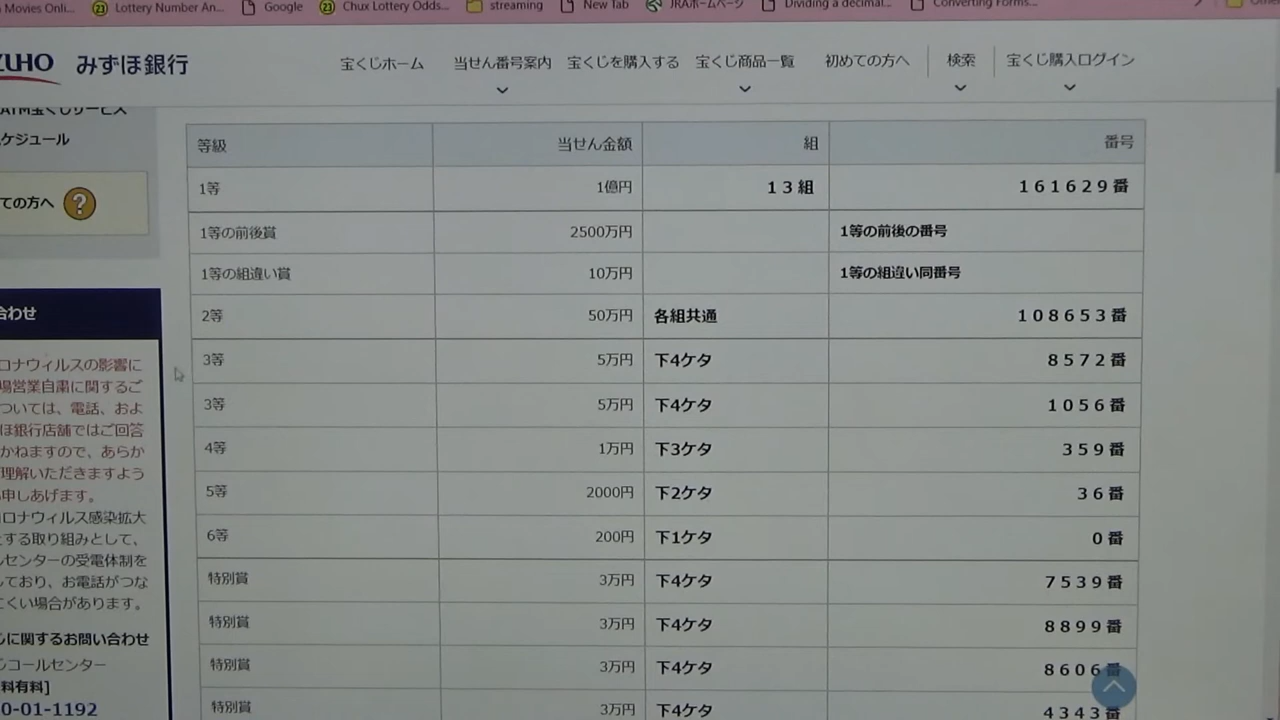 Movies Onli...
Lottery Number An...
Google
Chux Lottery Odds...
streaming
New Tab
JRAホームページ
Dividing a decimal...
Converting Forms...
みずほ銀行
宝くじホーム
当せん番号案内
宝くじを購入する
宝くじ商品一覧
初めての方へ
検索
宝くじ購入ログイン
ATM宝くじサービス
ケジュール
ての方へ
?
合わせ
ロナウィルスの影響に
場営業自粛に関するご
ついては、電話、およ
ほ銀行店舗ではご回答
かねますので、あらか
理解いただきますよう
申しあげます。
ロナウィルス感染拡大
する取り組みとして、
ルセンターの受電体制を
ており、お電話がつな
くい場合があります。
に関するお問い合わせ
じコールセンター
料有料]
0-01-1192
等級 当せん金額 組 番号
1等 1億円 13組 161629番
1等の前後賞 2500万円 1等の前後の番号
1等の組違い賞 10万円 1等の組違い同番号
2等 50万円 各組共通 108653番
3等 5万円 下4ケタ 8572番
3等 5万円 下4ケタ 1056番
4等 1万円 下3ケタ 359番
5等 2000円 下2ケタ 36番
6等 200円 下1ケタ 0番
特別賞 3万円 下4ケタ 7539番
特別賞 3万円 下4ケタ 8899番
特別賞 3万円 下4ケタ 8606番
特別賞 3万円 下4ケタ 4343番